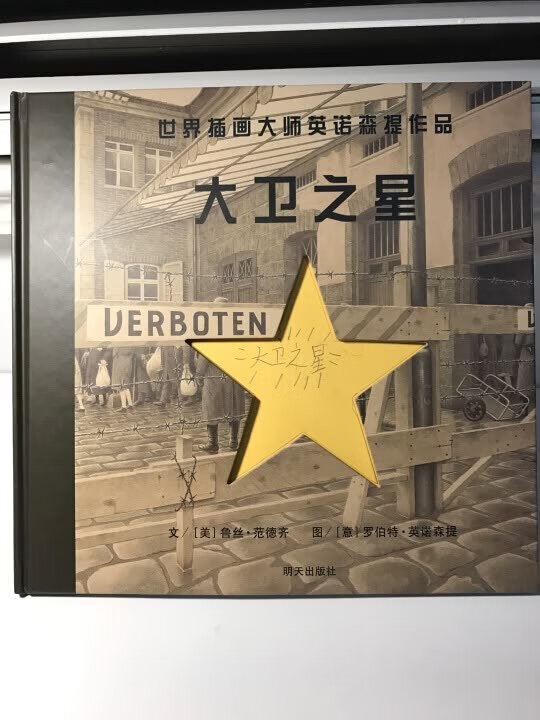 世界插画大师英诺森提作品
大卫之星
VERBOTEN
V
大卫之星
文/[美]鲁丝·范德齐 图/[意]罗伯特·英诺森提
明天出版社